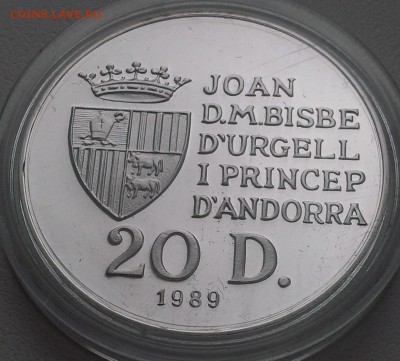 COINS.LAVE.RU
JOAN
D.M.BISBE
D'URGELL
I PRINCEP
D'ANDORRA
20 D.
1989